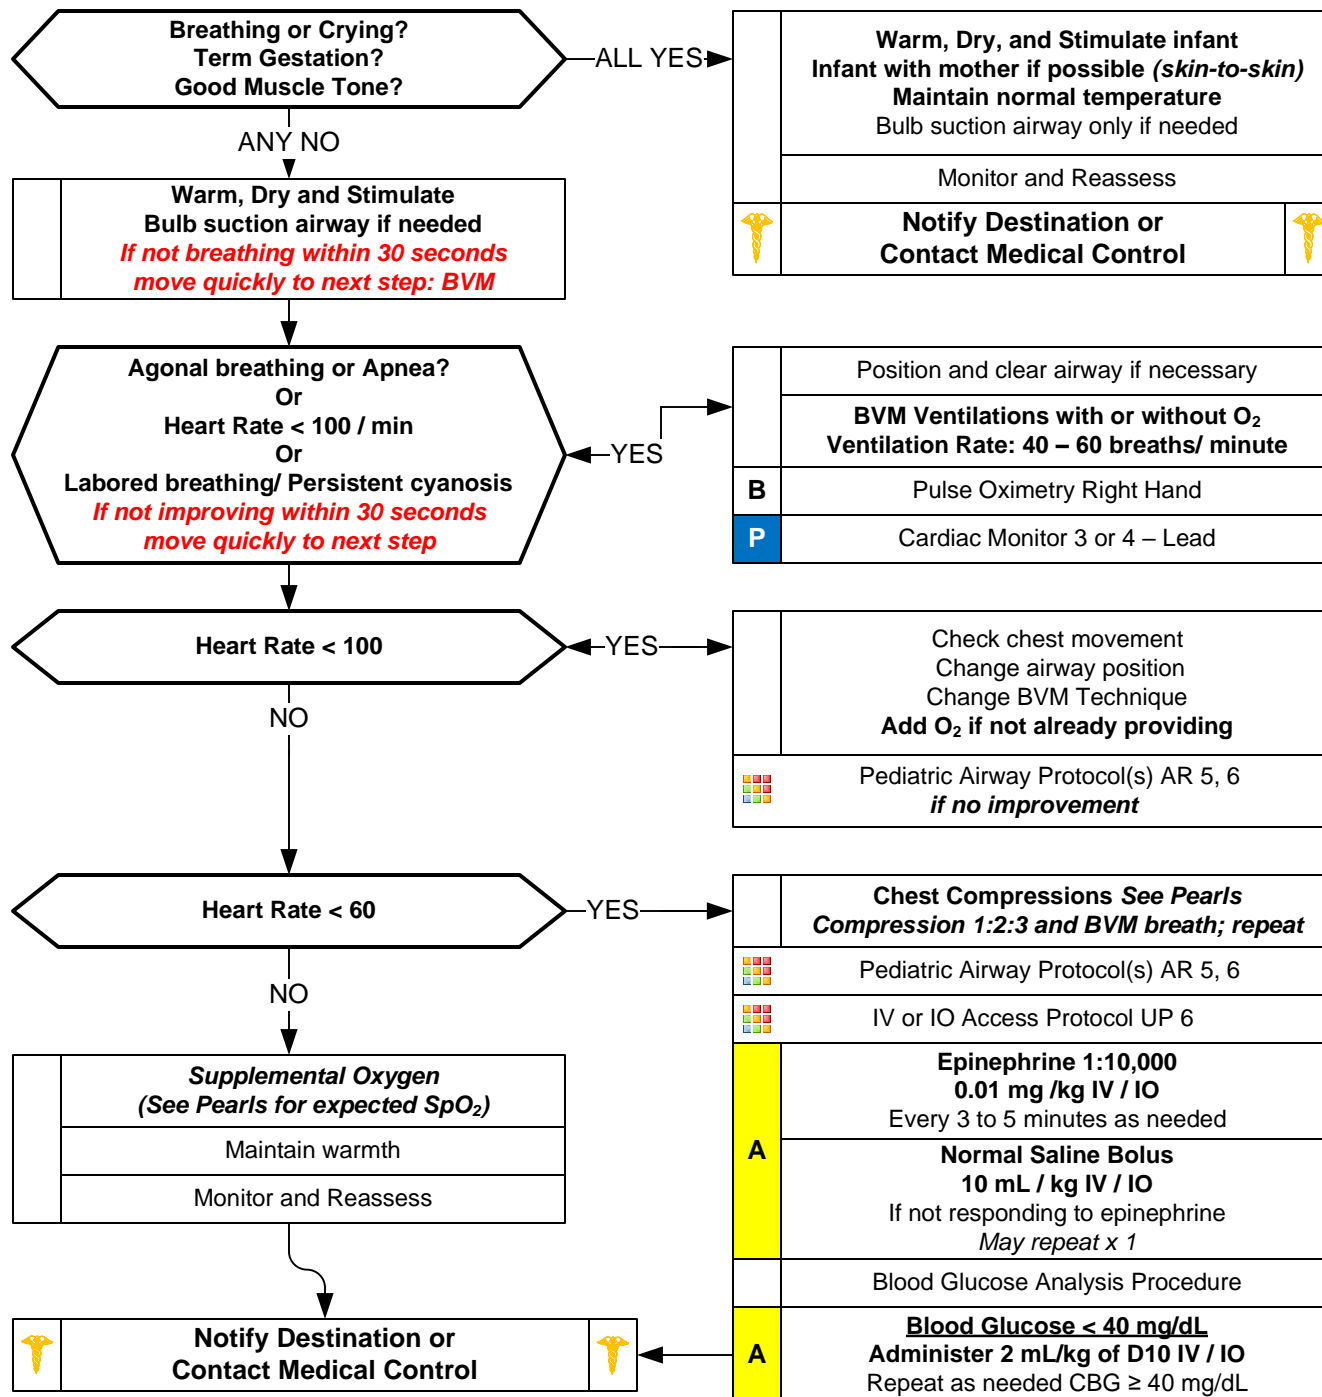 Breathing or Crying?
Term Gestation?
Good Muscle Tone?
ALL YES
Warm, Dry, and Stimulate infant
Infant with mother if possible (skin-to-skin)
Maintain normal temperature
Bulb suction airway only if needed
Monitor and Reassess
Notify Destination or
Contact Medical Control
ANY NO
Warm, Dry and Stimulate
Bulb suction airway if needed
If not breathing within 30 seconds
move quickly to next step: BVM
Agonal breathing or Apnea?
Or
Heart Rate < 100 / min
Or
Labored breathing/ Persistent cyanosis
If not improving within 30 seconds
move quickly to next step
YES
Position and clear airway if necessary
BVM Ventilations with or without O₂
Ventilation Rate: 40 – 60 breaths/ minute
B Pulse Oximetry Right Hand
P Cardiac Monitor 3 or 4 – Lead
Heart Rate < 100
YES
Check chest movement
Change airway position
Change BVM Technique
Add O₂ if not already providing
Pediatric Airway Protocol(s) AR 5, 6
if no improvement
NO
Heart Rate < 60
YES
Chest Compressions See Pearls
Compression 1:2:3 and BVM breath; repeat
Pediatric Airway Protocol(s) AR 5, 6
IV or IO Access Protocol UP 6
A
Epinephrine 1:10,000
0.01 mg /kg IV / IO
Every 3 to 5 minutes as needed
Normal Saline Bolus
10 mL / kg IV / IO
If not responding to epinephrine
May repeat x 1
Blood Glucose Analysis Procedure
A
Blood Glucose < 40 mg/dL
Administer 2 mL/kg of D10 IV / IO
Repeat as needed CBG ≥ 40 mg/dL
NO
Supplemental Oxygen
(See Pearls for expected SpO₂)
Maintain warmth
Monitor and Reassess
Notify Destination or
Contact Medical Control